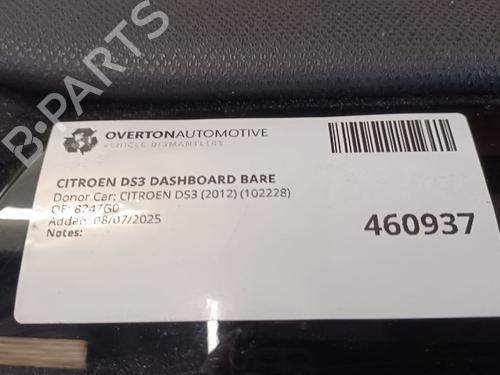 OVERTONAUTOMOTIVE
VEHICLE DISMANTLERS
CITROEN DS3 DASHBOARD BARE
Donor Car: CITROEN DS3 (2012) (102228)
OE: 8247G0
Added: 08/07/2025
Notes:
460937
B-PARTS